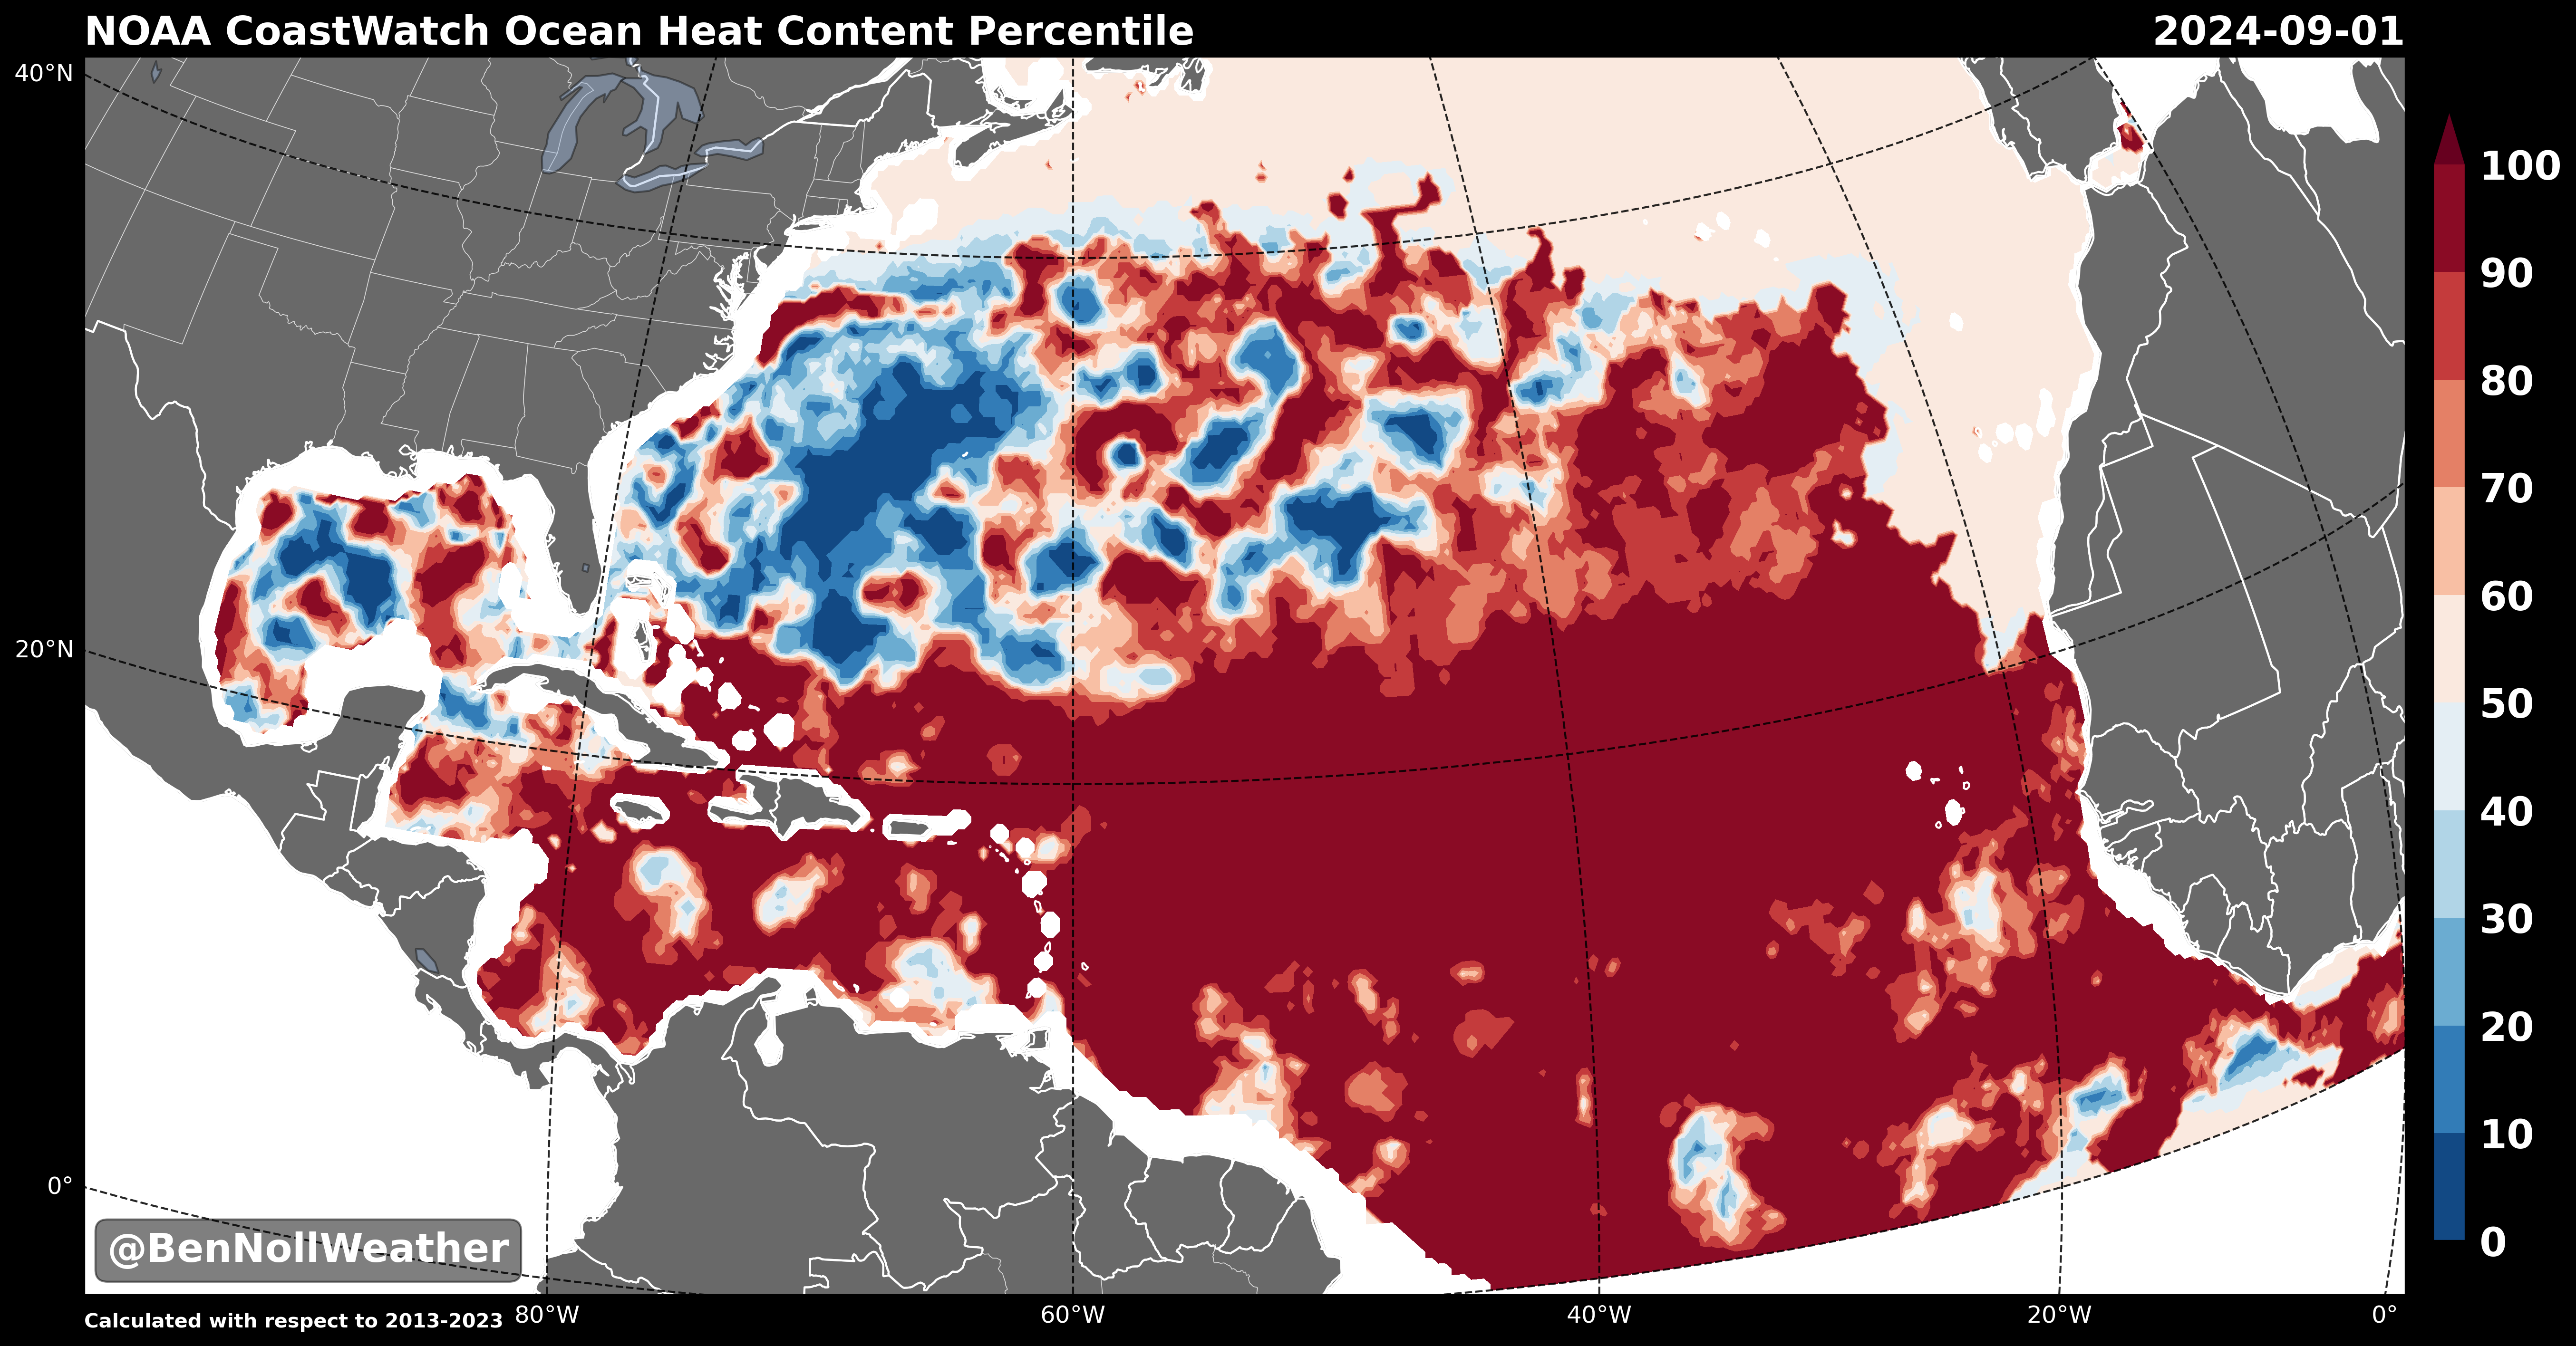 NOAA CoastWatch Ocean Heat Content Percentile 2024-09-01
40°N
20°N
0°
100
90
80
70
60
50
40
30
20
10
0
@BenNollWeather
Calculated with respect to 2013-2023
80°W 60°W 40°W 20°W 0°